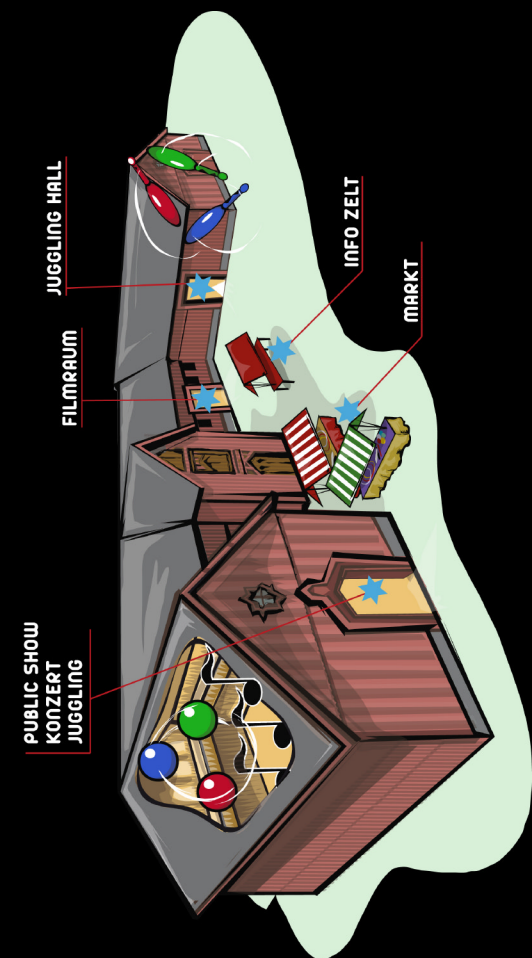 PUBLIC SHOW
KONZERT
JUGGLING
FILMRAUM
JUGGLING HALL
INFO ZELT
MARKT